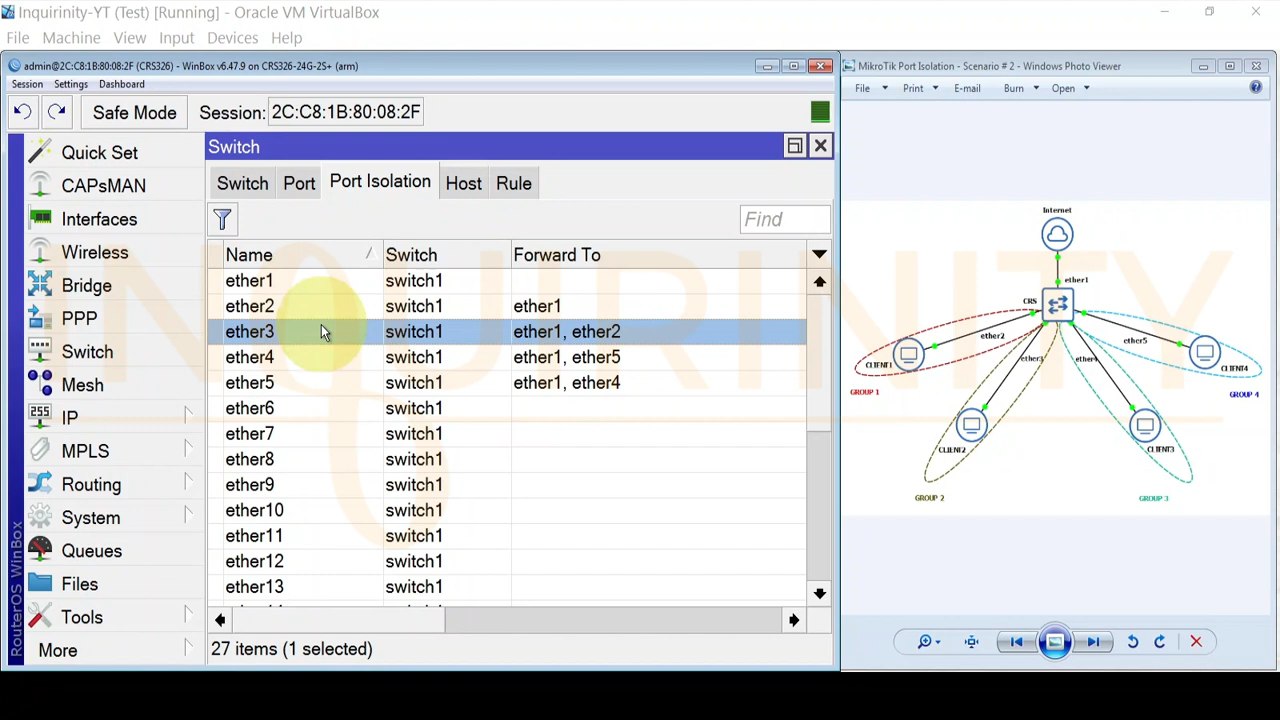 Inquirinity-YT (Test) [Running] - Oracle VM VirtualBox
File Machine View Input Devices Help
admin@2C:C8:1B:80:08:2F (CRS326) - WinBox v6.47.9 on CRS326-24G-2S+ (arm)
Session Settings Dashboard
Safe Mode Session: 2C:C8:1B:80:08:2F
Quick Set
CAPsMAN
Interfaces
Wireless
Bridge
PPP
Switch
Mesh
255 IP
MPLS
Routing
System
Queues
Files
Tools
More
RouterOS WinBox
Switch
Switch Port Port Isolation Host Rule
Find
Name Switch Forward To
ether1 switch1
ether2 switch1 ether1
ether3 switch1 ether1, ether2
ether4 switch1 ether1, ether5
ether5 switch1 ether1, ether4
ether6 switch1
ether7 switch1
ether8 switch1
ether9 switch1
ether10 switch1
ether11 switch1
ether12 switch1
ether13 switch1
27 items (1 selected)
MikroTik Port Isolation - Scenario # 2 - Windows Photo Viewer
File Print E-mail Burn Open
Internet
ether1
CRS
ether2
ether3
ether4
ether5
CLIENT1
CLIENT4
GROUP 1
GROUP 4
CLIENT2
CLIENT3
GROUP 2
GROUP 3
INQUIRINITY